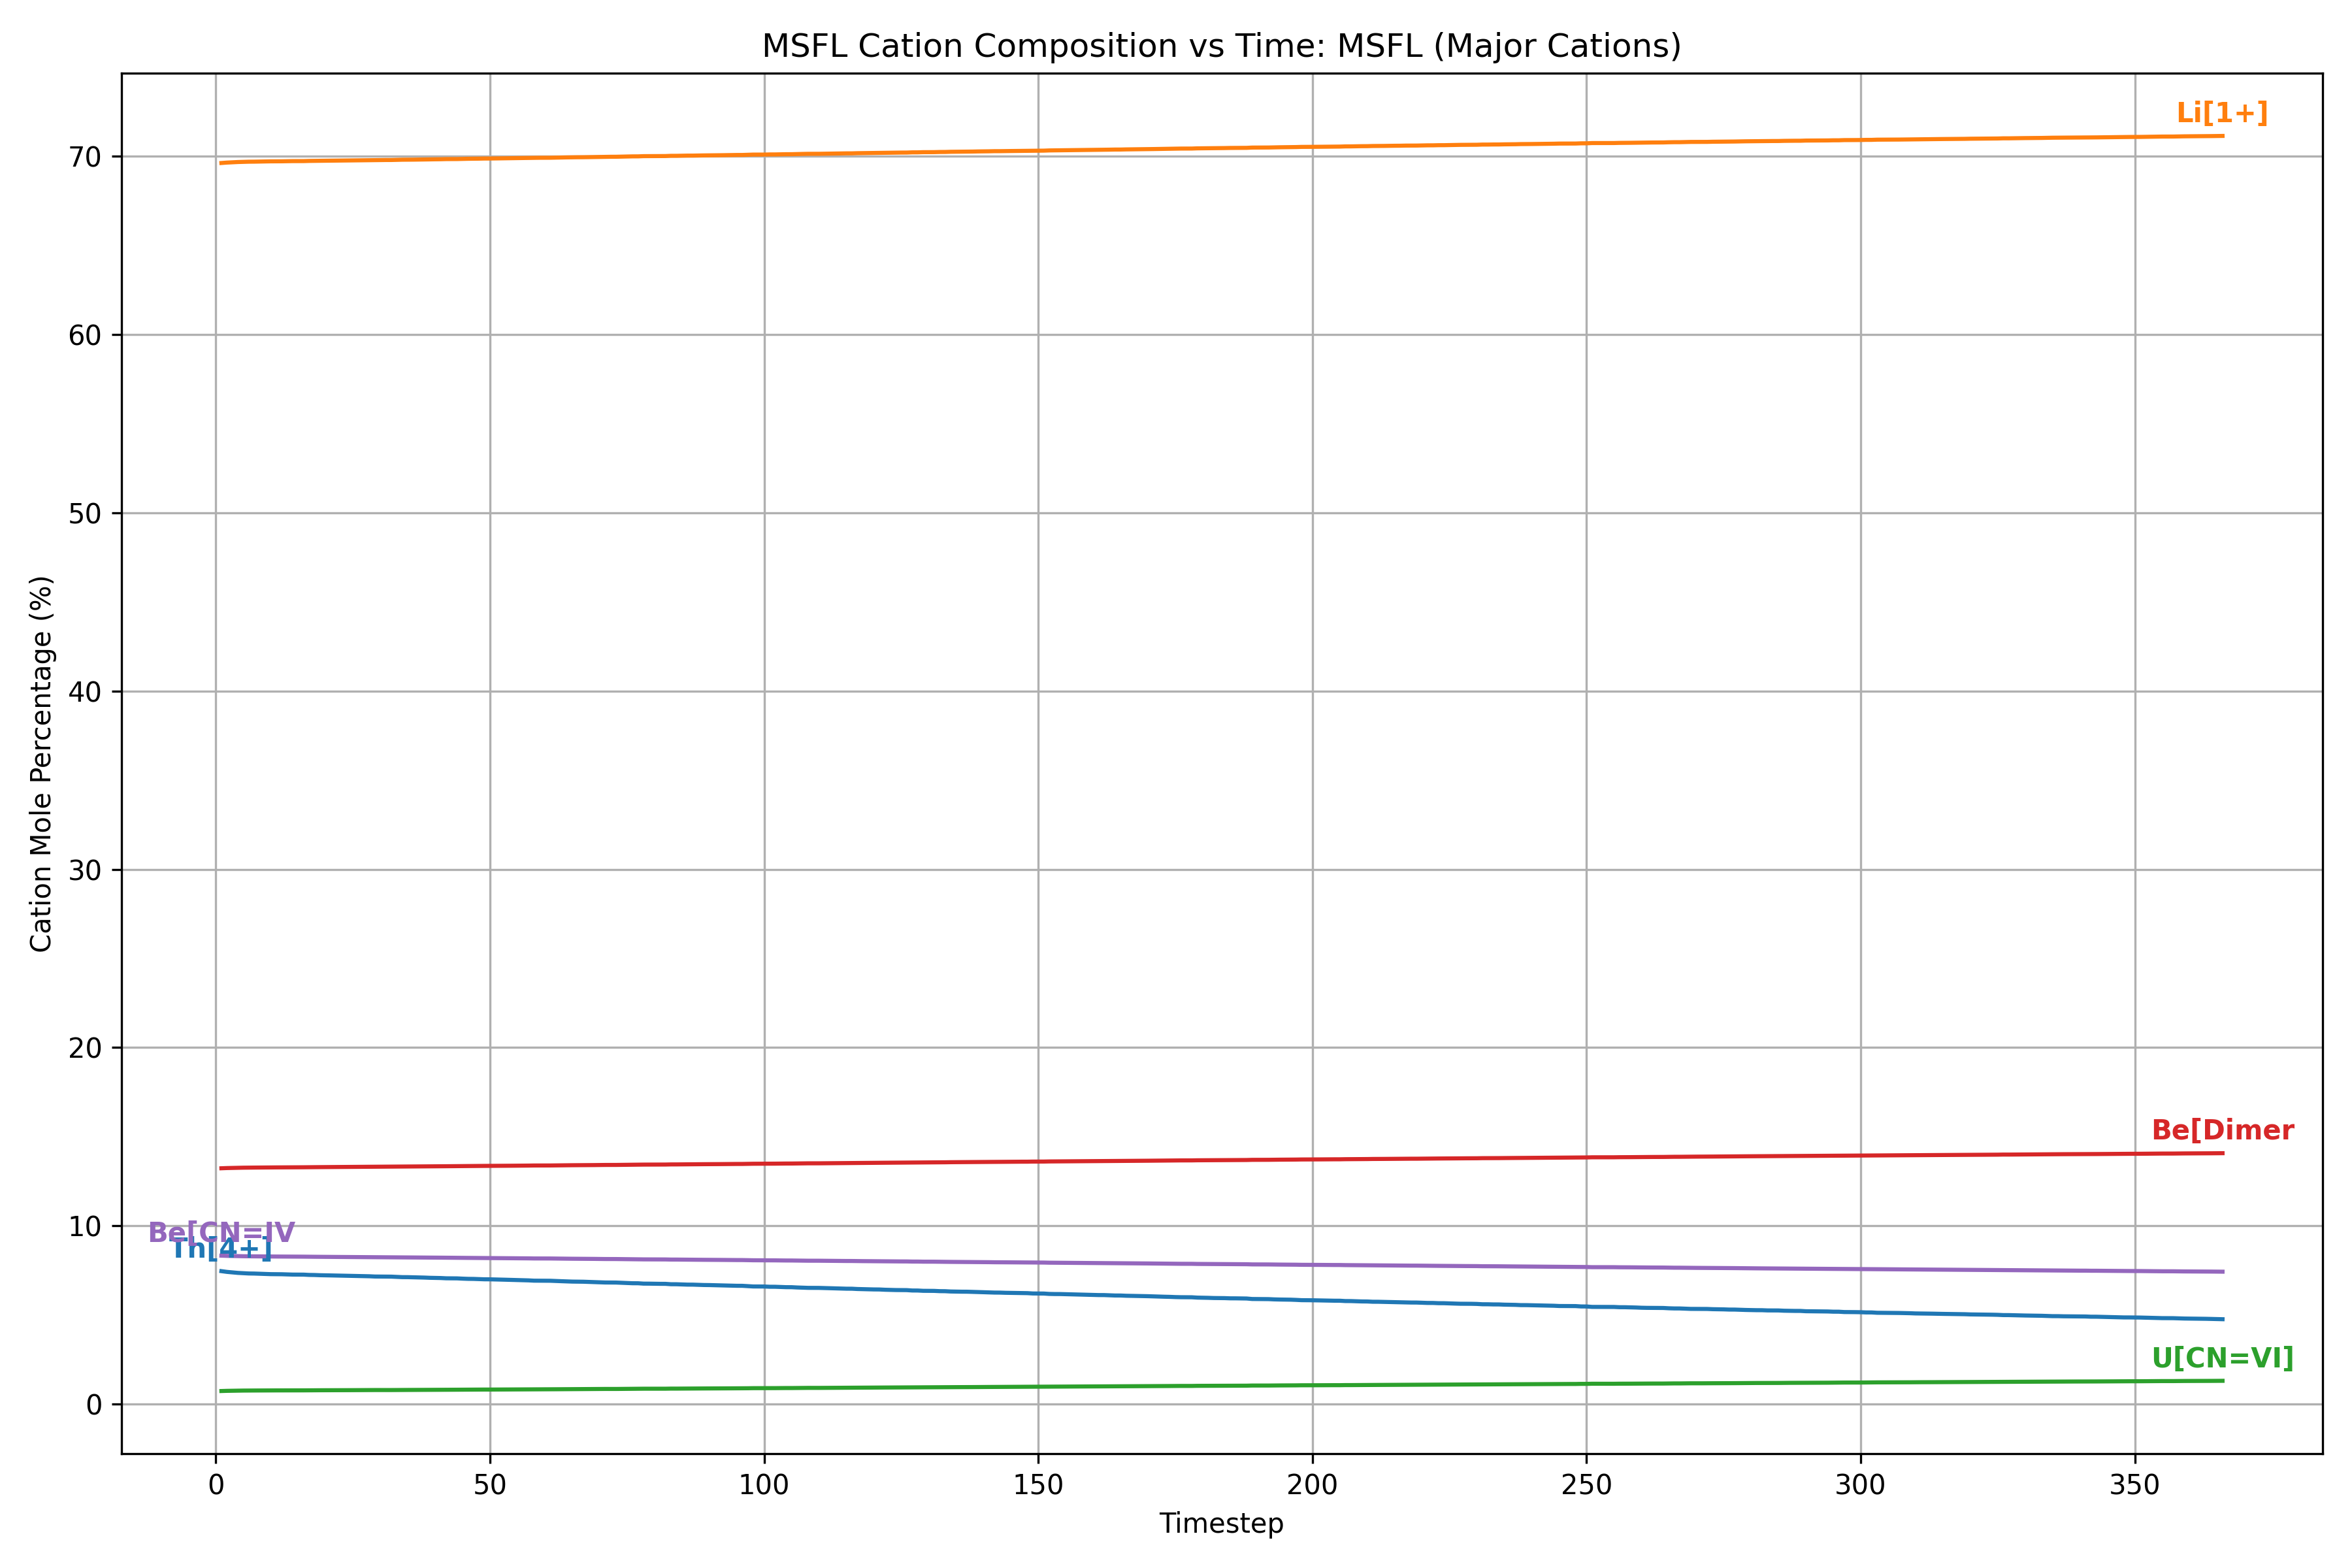 MSFL Cation Composition vs Time: MSFL (Major Cations)
Cation Mole Percentage (%)
70
60
50
40
30
20
10
0
Li[1+]
Be[Dimer
Be[CN=IV
Th[4+]
U[CN=VI]
0 50 100 150 200 250 300 350
Timestep